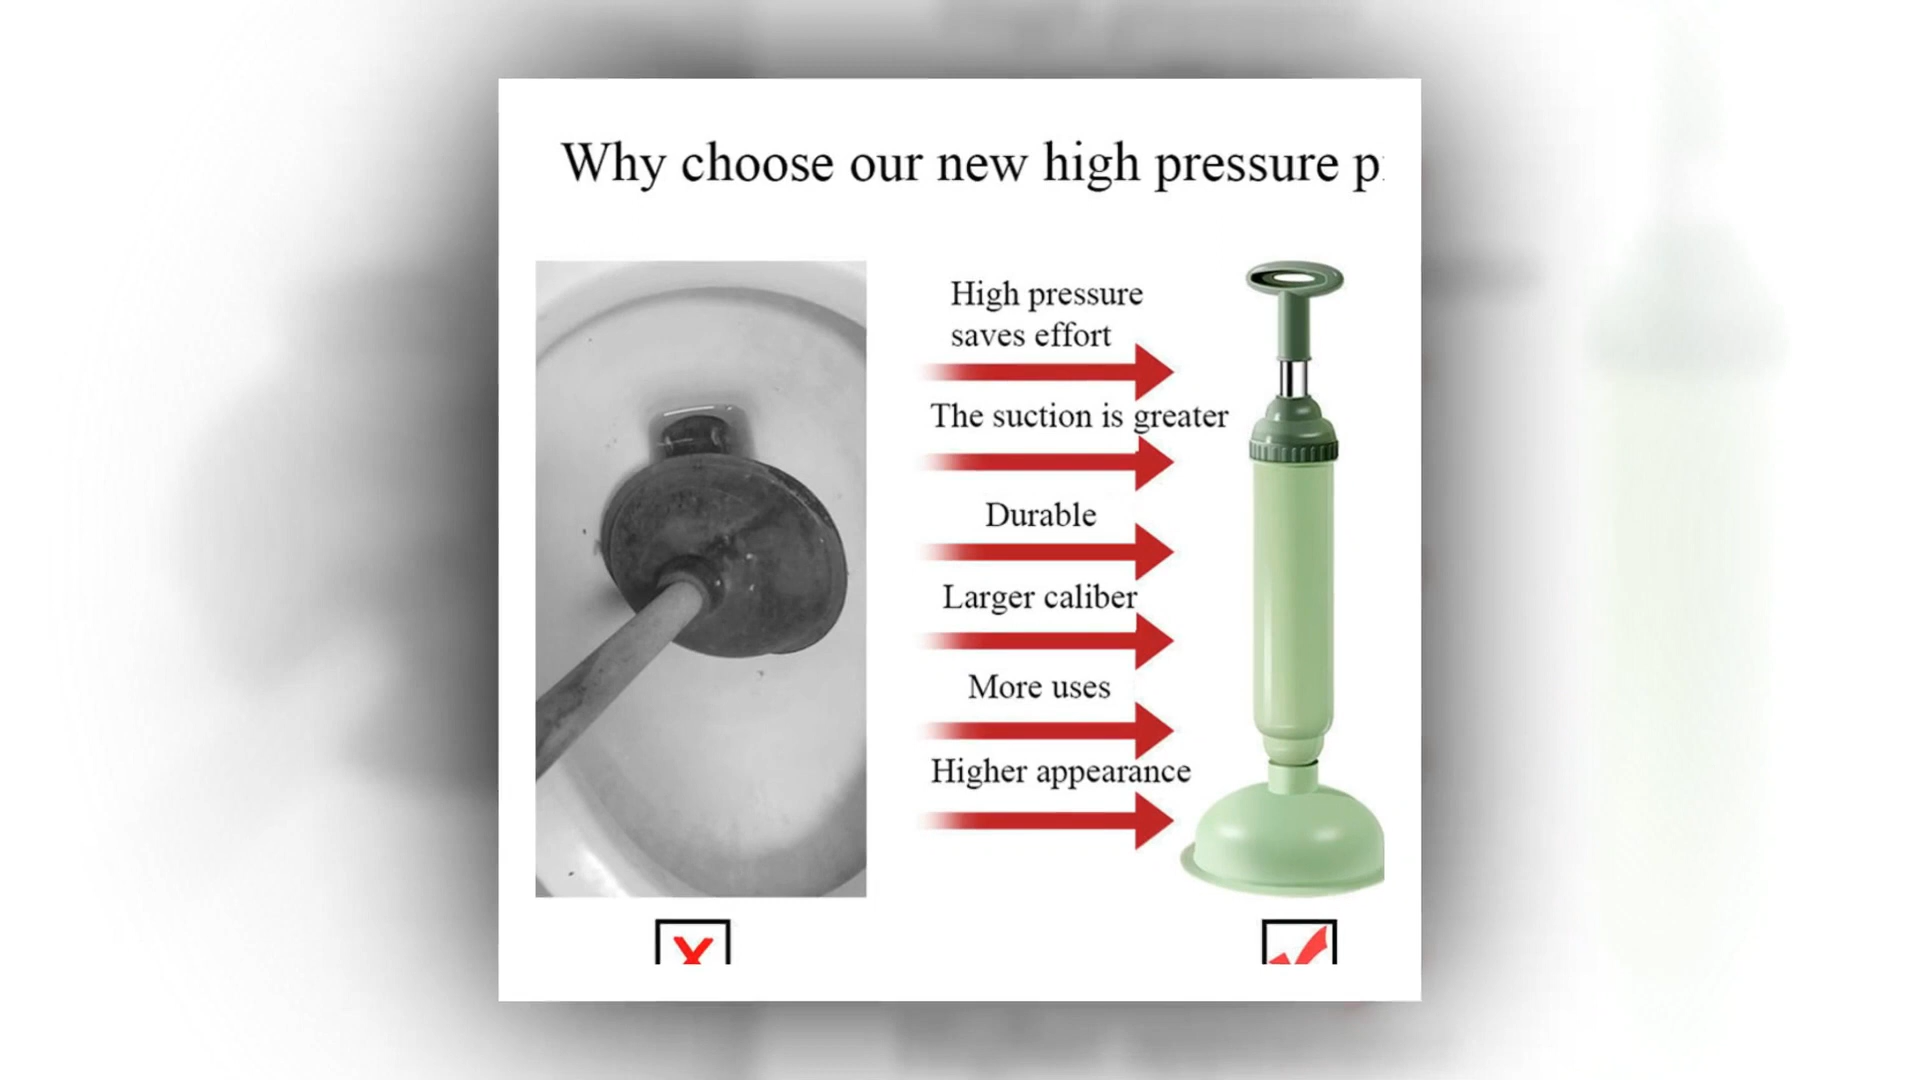 Why choose our new high pressure
High pressure
saves effort
The suction is greater
Durable
Larger caliber
More uses
Higher appearance